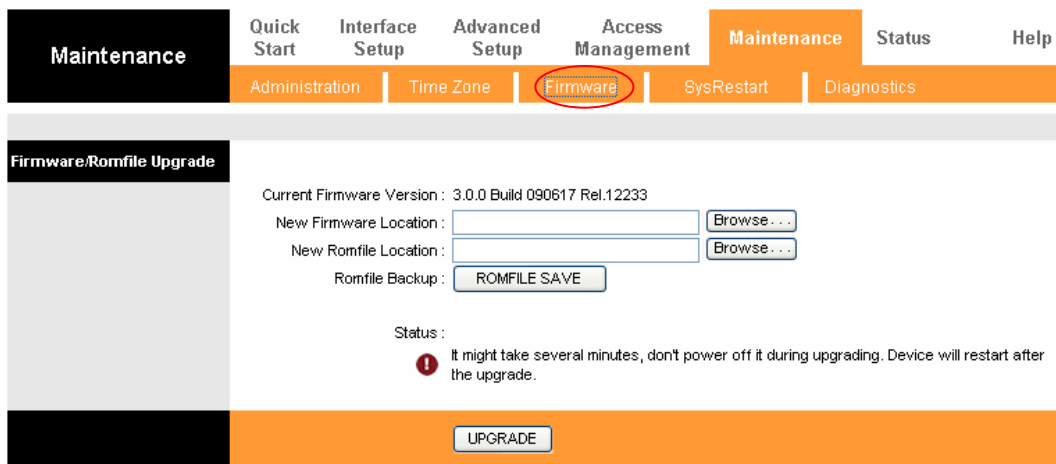 Maintenance
Quick Start
Interface Setup
Advanced Setup
Access Management
Maintenance
Status
Help
Administration
Time Zone
Firmware
SysRestart
Diagnostics
Firmware/Romfile Upgrade
Current Firmware Version : 3.0.0 Build 090617 Rel.12233
New Firmware Location : Browse...
New Romfile Location : Browse...
Romfile Backup : ROMFILE SAVE
Status :
It might take several minutes, don't power off it during upgrading. Device will restart after
the upgrade.
UPGRADE